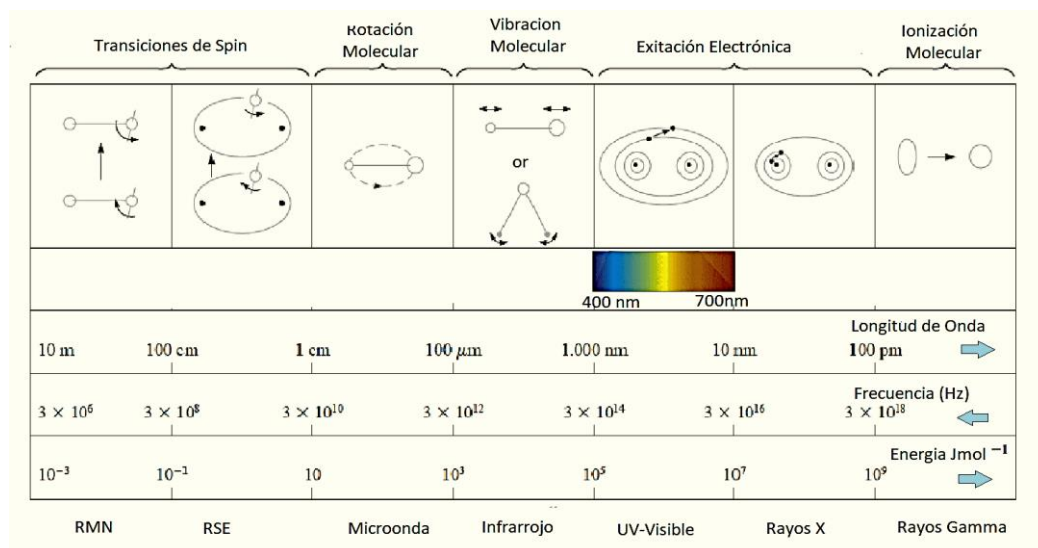 Transiciones de Spin
Rotación
Molecular
Vibracion
Molecular
Exitación Electrónica
Ionización
Molecular
or
400 nm 700nm
Longitud de Onda
10 m 100 cm 1 cm 100 μm 1.000 nm 10 nm 100 pm
Frecuencia (Hz)
3 × 10⁶ 3 × 10⁸ 3 × 10¹⁰ 3 × 10¹² 3 × 10¹⁴ 3 × 10¹⁶ 3 × 10¹⁸
Energia Jmol ⁻¹
10⁻³ 10⁻¹ 10 10³ 10⁵ 10⁷ 10⁹
RMN RSE Microonda Infrarrojo UV-Visible Rayos X Rayos Gamma